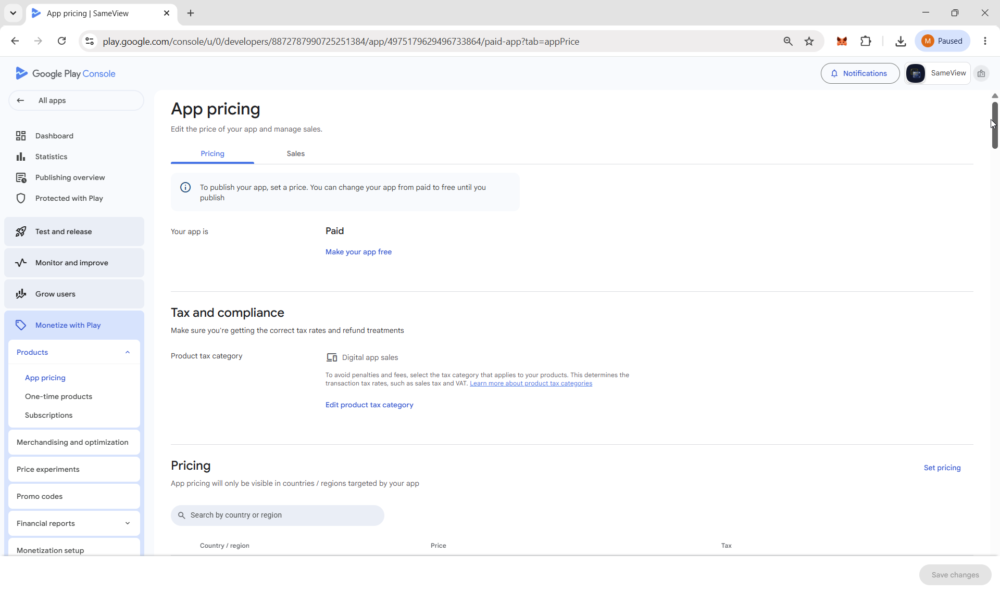 App pricing | SameView
play.google.com/console/u/0/developers/8872787990725251384/app/4975179629496733864/paid-app?tab=appPrice
M Paused
Google Play Console
Notifications
SameView
All apps
Dashboard
Statistics
Publishing overview
Protected with Play
Test and release
Monitor and improve
Grow users
Monetize with Play
Products
App pricing
One-time products
Subscriptions
Merchandising and optimization
Price experiments
Promo codes
Financial reports
Monetization setup
App pricing
Edit the price of your app and manage sales.
Pricing
Sales
To publish your app, set a price. You can change your app from paid to free until you
publish
Your app is
Paid
Make your app free
Tax and compliance
Make sure you're getting the correct tax rates and refund treatments
Product tax category
Digital app sales
To avoid penalties and fees, select the tax category that applies to your products. This determines the
transaction tax rates, such as sales tax and VAT. Learn more about product tax categories
Edit product tax category
Pricing
Set pricing
App pricing will only be visible in countries / regions targeted by your app
Search by country or region
Country / region
Price
Tax
Save changes